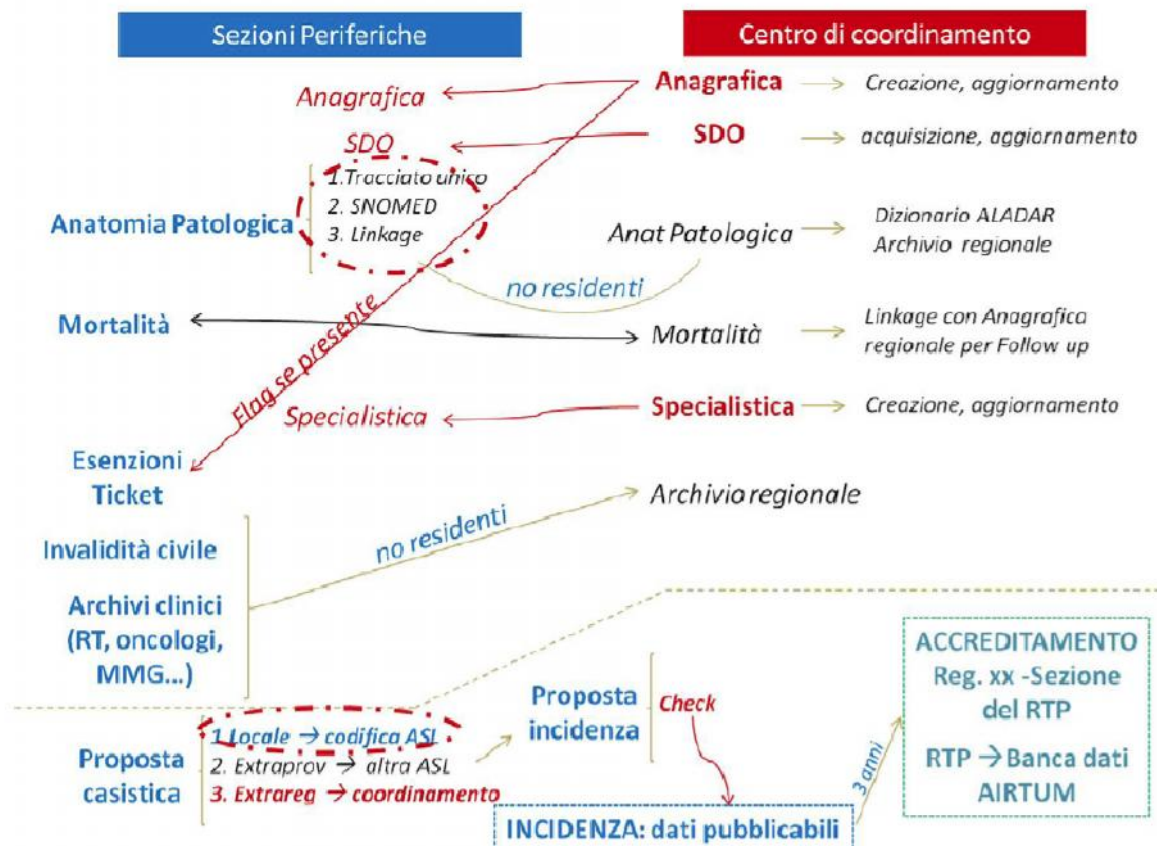 Sezioni Periferiche
Centro di coordinamento
Anagrafica
Anagrafica
Creazione, aggiornamento
SDO
SDO
acquisizione, aggiornamento
Anatomia Patologica
1.Tracciato unico
2. SNOMED
3. Linkage
Anat Patologica
Dizionario ALADAR
Archivio regionale
no residenti
Mortalità
Mortalità
Linkage con Anagrafica
regionale per Follow up
Flag se presente
Specialistica
Specialistica
Creazione, aggiornamento
Esenzioni
Ticket
Archivio regionale
no residenti
Invalidità civile
Archivi clinici
(RT, oncologi,
MMG...)
Proposta
casistica
1 Locale → codifica ASL
2. Extraprov → altra ASL
3. Extrareg → coordinamento
Proposta
incidenza
Check
INCIDENZA: dati pubblicabili
3 anni
ACCREDITAMENTO
Reg. xx -Sezione
del RTP
RTP → Banca dati
AIRTUM